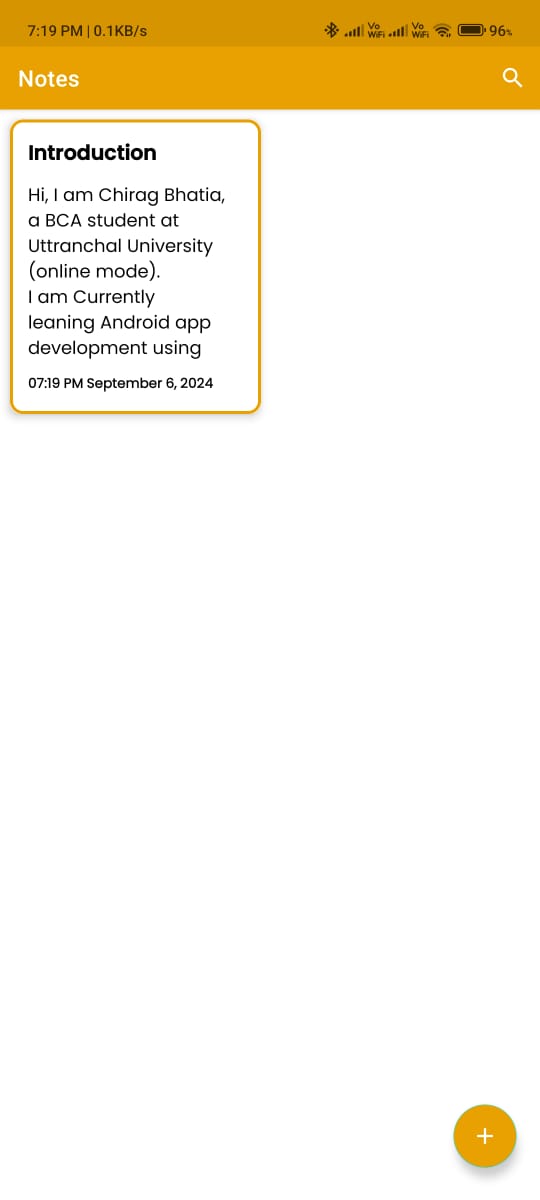 7:19 PM | 0.1KB/s
Vo WiFi Vo WiFi 96%
Notes
Introduction
Hi, I am Chirag Bhatia,
a BCA student at
Uttranchal University
(online mode).
I am Currently
leaning Android app
development using
07:19 PM September 6, 2024
+